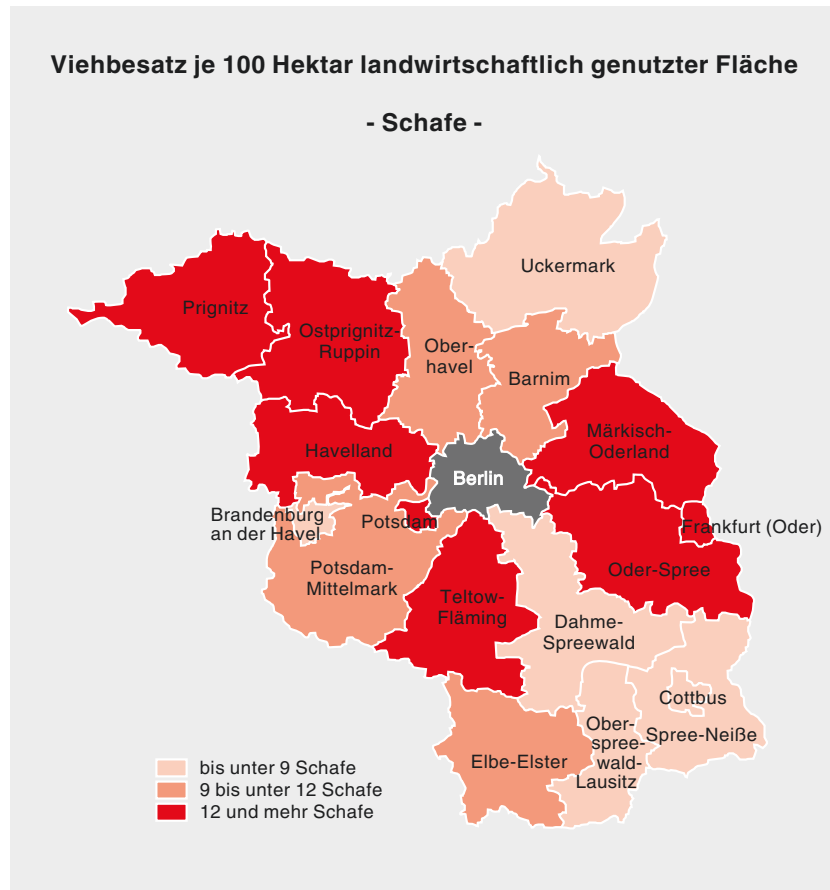 Viehbesatz je 100 Hektar landwirtschaftlich genutzter Fläche
- Schafe -
Uckermark
Prignitz
Ostprignitz-
Ruppin
Ober-
havel
Barnim
Märkisch-
Oderland
Havelland
Berlin
Brandenburg
an der Havel
Potsdam
Frankfurt (Oder)
Potsdam-
Mittelmark
Oder-Spree
Teltow-
Fläming
Dahme-
Spreewald
Cottbus
Spree-Neiße
Ober-
spree-
wald-
Lausitz
Elbe-Elster
bis unter 9 Schafe
9 bis unter 12 Schafe
12 und mehr Schafe